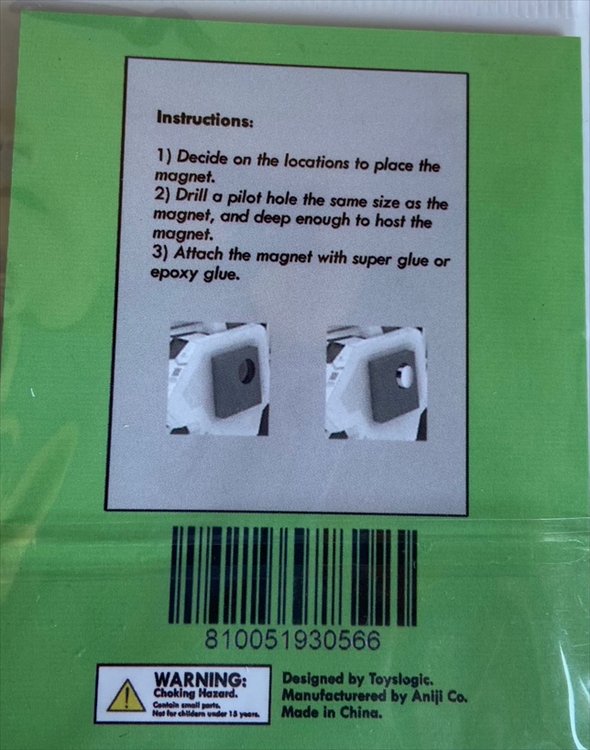 Instructions:
1) Decide on the locations to place the
magnet.
2) Drill a pilot hole the same size as the
magnet, and deep enough to host the
magnet.
3) Attach the magnet with super glue or
epoxy glue.
810051930566
WARNING:
Choking Hazard.
Contain small parts.
Not for childern under 15 years.
Designed by Toyslogic.
Manufacturered by Aniji Co.
Made in China.